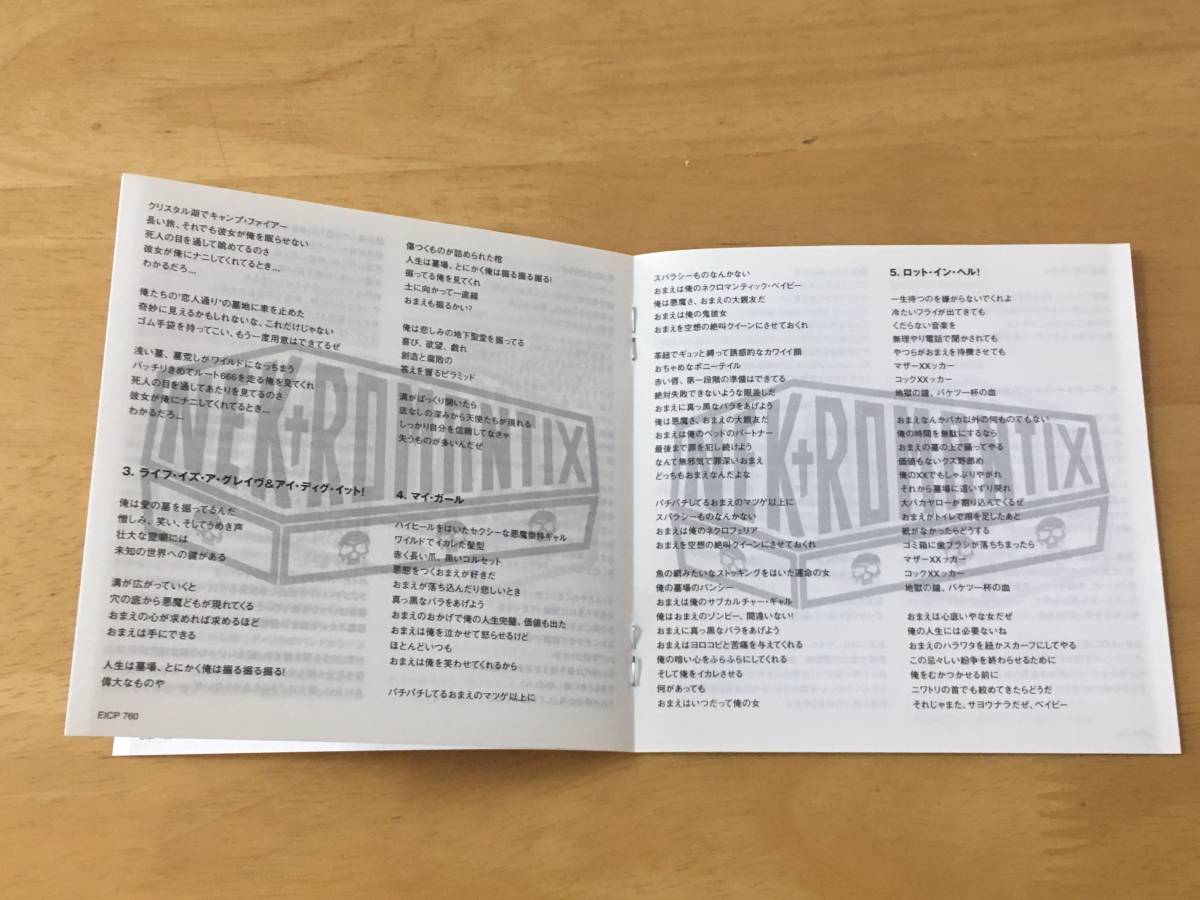 クリスタル湖でキャンプ・ファイアー
長い旅、それでも彼女が俺を眠らせない
死人の目を通して眺めてるのさ
彼女が俺にナニしてくれてるとき…
わかるだろ…
俺たちの‘恋人通り’の墓地に車を止めた
奇妙に見えるかもしれないな、これだけじゃない
ゴム手袋を持ってこい、もう一度用意はできてるぜ
浅い墓、墓荒しがワイルドになっちまう
バッチリきめてルート666を走る俺を見てくれ
死人の目を通してあたりを見てるのさ
彼女が俺にナニしてくれてるとき…
わかるだろ…
3. ライフ・イズ・ア・グレイヴ&アイ・ディグ・イット!
俺は愛の墓を掘ってるんだ
憎しみ、笑い、そしてうめき声
壮大な霊廟には
未知の世界への鍵がある
溝が広がっていくと
穴の底から悪魔どもが現れてくる
おまえの心が求めれば求めるほど
おまえは手にできる
人生は墓場、とにかく俺は掘る掘る掘る!
偉大なものや
EICP 760
傷つくものが詰められた棺
人生は墓場、とにかく俺は掘る掘る掘る!
掘ってる俺を見てくれ
土に向かって一直線
おまえも掘るかい?
俺は悲しみの地下聖堂を掘ってる
喜び、欲望、戯れ
創造と腐敗の
答えを握るピラミッド
溝がぱっくり開いたら
底なしの深みから天使たちが現れる
しっかり自分を信頼してなきゃ
失うものが多いんだぜ
4. マイ・ガール
ハイヒールをはいたセクシーな悪魔崇拝ギャル
ワイルドでイカレた髪型
赤く長い爪、黒いコルセット
悪態をつくおまえが好きだ
おまえが落ち込んだり悲しいとき
真っ黒なバラをあげよう
おまえのおかげで俺の人生完璧、価値も出た
おまえは俺を泣かせて怒らせるけど
ほとんどいつも
おまえは俺を笑わせてくれるから
バチバチしてるおまえのマツゲ以上に
スバラシーものなんかない
おまえは俺のネクロマンティック・ベイビー
俺は悪魔さ、おまえの大親友だ
おまえは俺の鬼彼女
おまえを空想の絶叫クイーンにさせておくれ
革紐でギュッと縛って誘惑的なカワイイ顔
おちゃめなポニーテイル
赤い唇、第一段階の準備はできてる
絶対失敗できないような眼差しだ
おまえに真っ黒なバラをあげよう
俺は悪魔さ、おまえの大親友だ
おまえは俺のベッドのパートナー
最後まで罪を犯し続けよう
なんて無邪気で罪深いおまえ
どっちもおまえなんだよな
バチバチしてるおまえのマツゲ以上に
スバラシーものなんかない
おまえは俺のネクロフェリア
おまえを空想の絶叫クイーンにさせておくれ
魚の網みたいなストッキングをはいた運命の女
俺の墓場のパンシー
おまえは俺のサブカルチャー・ギャル
俺はおまえのゾンビー、間違いない!
おまえに真っ黒なバラをあげよう
おまえはヨロコビと苦痛を与えてくれる
俺の暗い心をふらふらにしてくれる
そして俺をイカレさせる
何があっても
おまえはいつだって俺の女
5. ロット・イン・ヘル!
一生待つのを嫌がらないでくれよ
冷たいフライが出てきても
くだらない音楽を
無理やり電話で聞かされても
やつらがおまえを待機させても
マザーXXッカー
コックXXッカー
地獄の鐘、バケツ一杯の血
おまえなんかバカ以外の何ものでもない
俺の時間を無駄にするなら
おまえの墓の上で踊ってやる
価値もないクズ野郎め
俺のXXでもしゃぶりやがれ
それから墓場に這いずり戻れ
大バカヤローが割り込んでくるぜ
おまえがトイレで用を足したあと
紙がなかったらどうする
ゴミ箱に歯ブラシが落ちちまったら
マザーXXッカー
コックXXッカー
地獄の鐘、バケツ一杯の血
おまえは心底いやな女だぜ
俺の人生には必要ないね
おまえのハラワタを紐かスカーフにしてやる
この忌々しい紛争を終わらせるために
俺をむかつかせる前に
ニワトリの首でも絞めてきたらどうだ
それじゃまた、サヨウナラだぜ、ベイビー
NEK+ROMANTIX